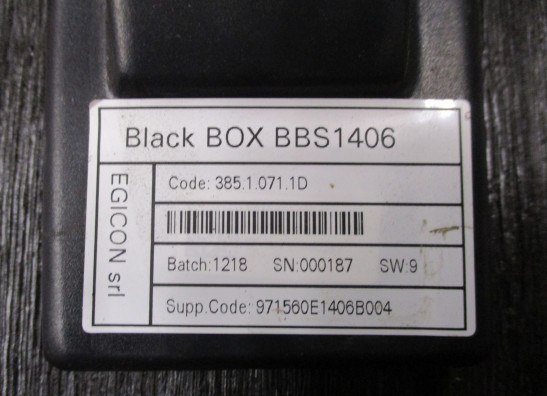 Black BOX BBS1406
EGICON srl
Code: 385.1.071.1D
Batch:1218 SN:000187 SW:9
Supp.Code: 971560E1406B004